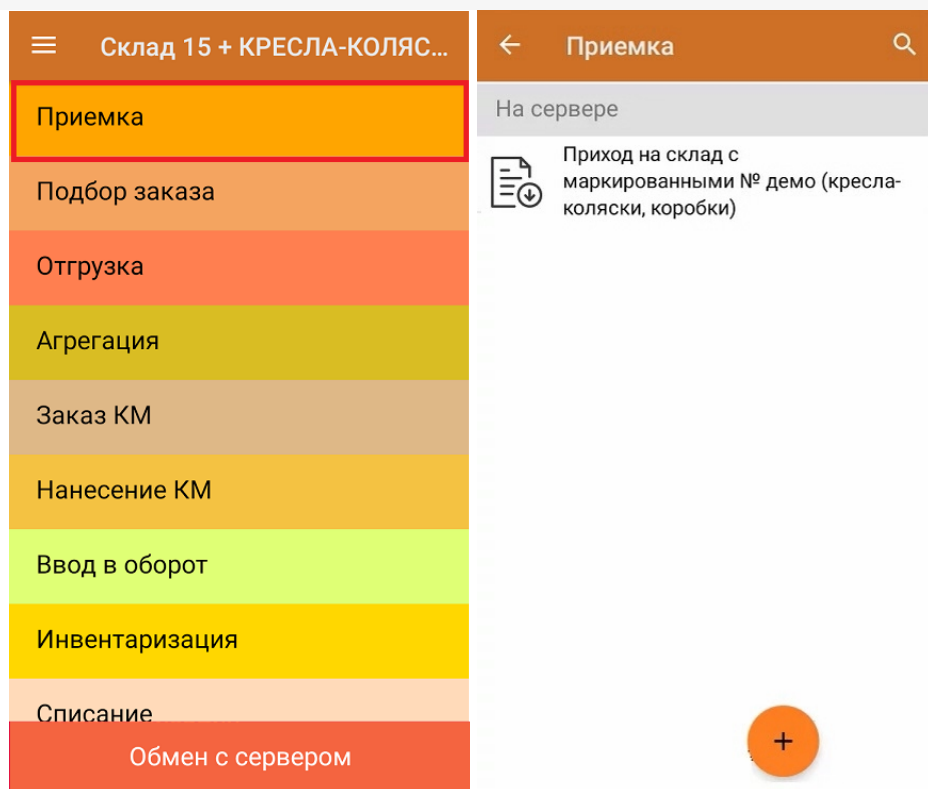 Склад 15 + КРЕСЛА-КОЛЯС...
Приемка
Подбор заказа
Отгрузка
Агрегация
Заказ КМ
Нанесение КМ
Ввод в оборот
Инвентаризация
Списание
Обмен с сервером
Приемка
На сервере
Приход на склад с
маркированными № демо (кресла-
коляски, коробки)
+